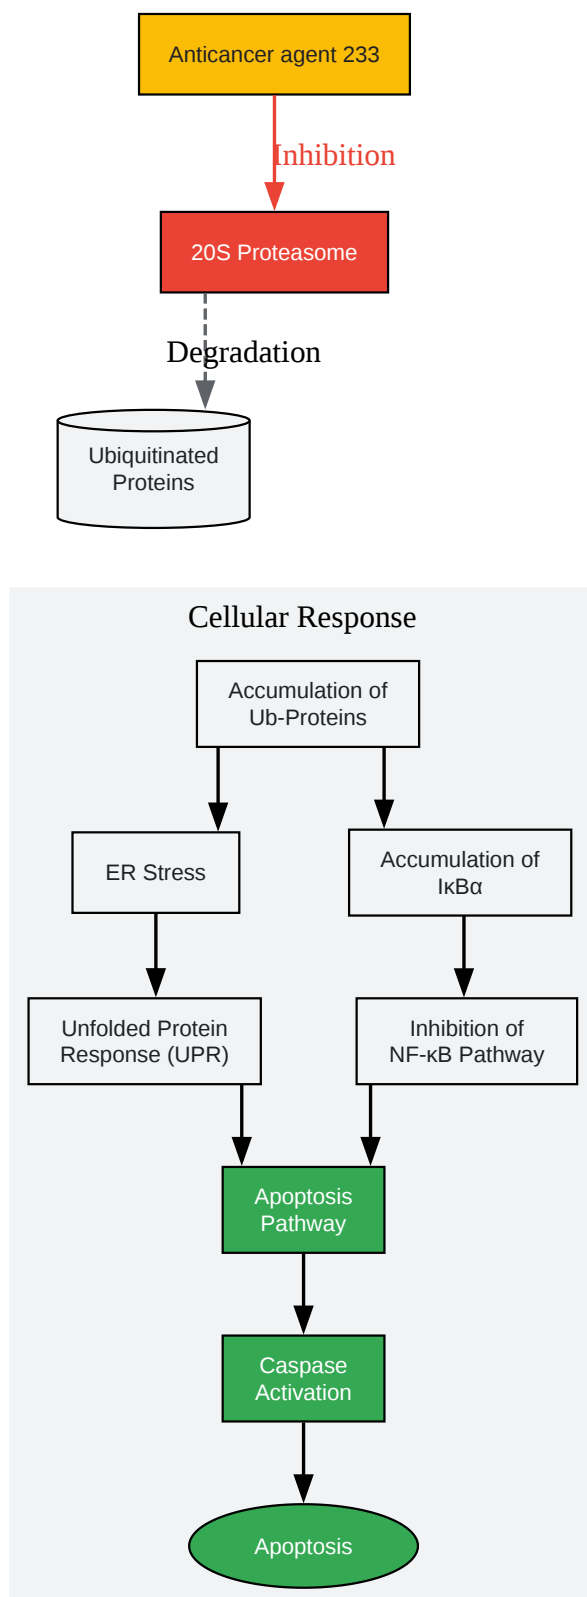 Anticancer agent 233
Inhibition
20S Proteasome
Degradation
Ubiquitinated
Proteins
Cellular Response
Accumulation of
Ub-Proteins
ER Stress
Accumulation of
IκBα
Unfolded Protein
Response (UPR)
Inhibition of
NF-κB Pathway
Apoptosis
Pathway
Caspase
Activation
Apoptosis